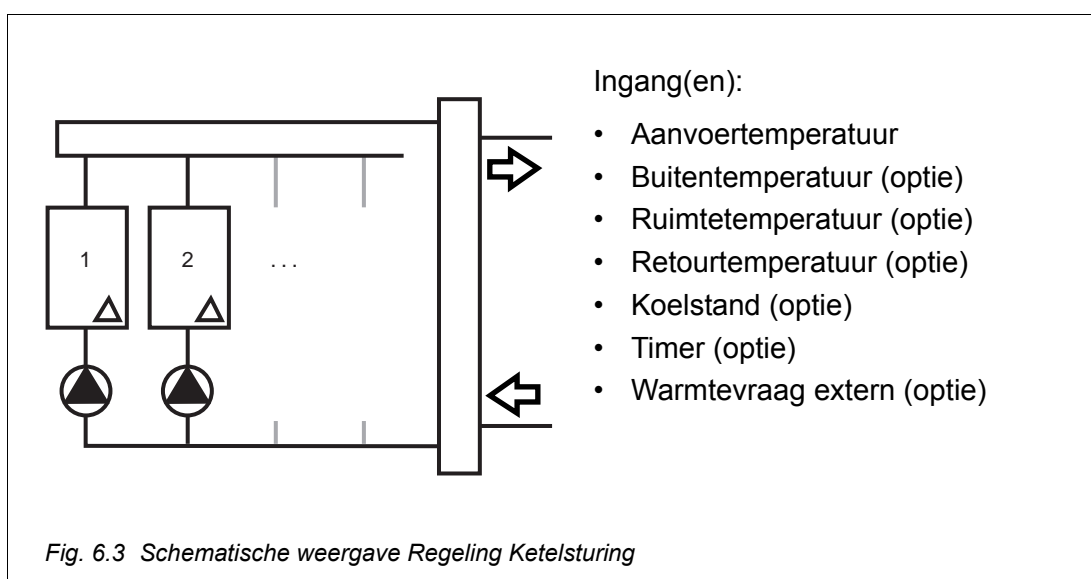 Ingang(en):
• Aanvoertemperatuur
• Buitentemperatuur (optie)
• Ruimtetemperatuur (optie)
• Retourtemperatuur (optie)
• Koelstand (optie)
• Timer (optie)
• Warmtevraag extern (optie)
1 2 ...
Fig. 6.3 Schematische weergave Regeling Ketelsturing